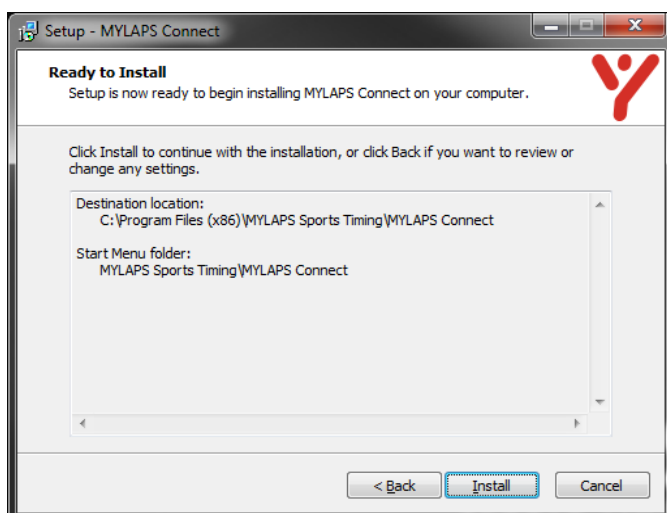 Setup - MYLAPS Connect
Ready to Install
Setup is now ready to begin installing MYLAPS Connect on your computer.
Click Install to continue with the installation, or click Back if you want to review or
change any settings.
Destination location:
C:\Program Files (x86)\MYLAPS Sports Timing\MYLAPS Connect
Start Menu folder:
MYLAPS Sports Timing\MYLAPS Connect
< Back
Install
Cancel